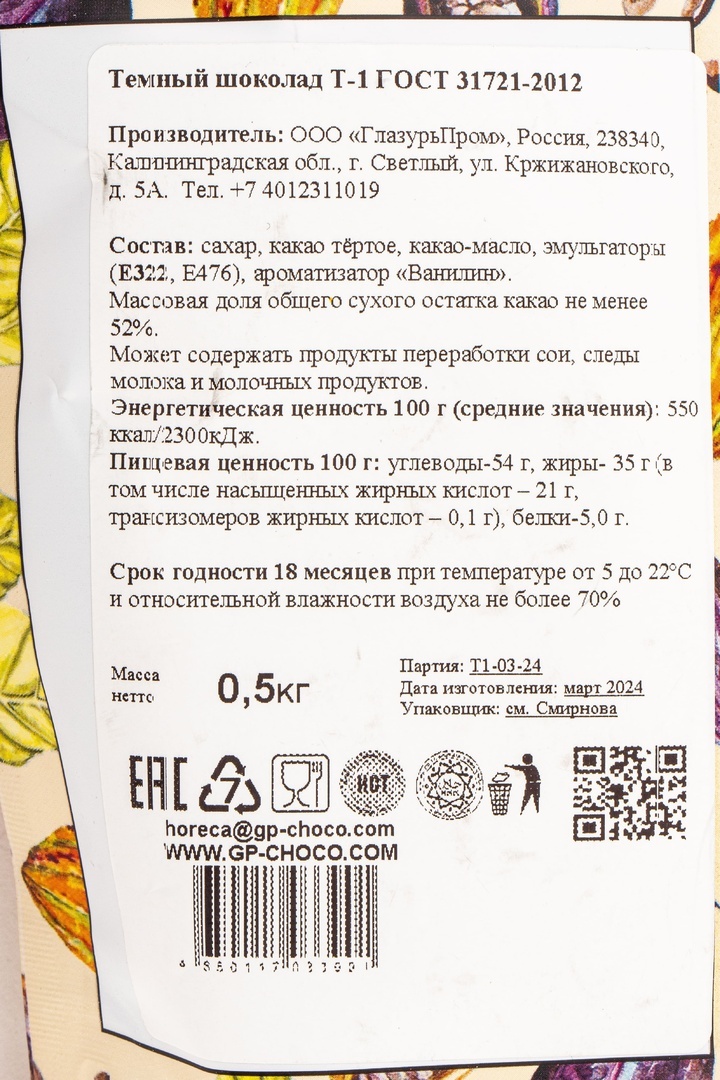 Темный шоколад Т-1 ГОСТ 31721-2012
Производитель: ООО «ГлазурьПром», Россия, 238340,
Калининградская обл., г. Светлый, ул. Кржижановского,
д. 5А. Тел. +7 4012311019
Состав: сахар, какао тёртое, какао-масло, эмульгаторы
(Е322, Е476), ароматизатор «Ванилин».
Массовая доля общего сухого остатка какао не менее
52%.
Может содержать продукты переработки сои, следы
молока и молочных продуктов.
Энергетическая ценность 100 г (средние значения): 550
ккал/2300кДж.
Пищевая ценность 100 г: углеводы-54 г, жиры- 35 г (в
том числе насыщенных жирных кислот – 21 г,
трансизомеров жирных кислот – 0,1 г), белки-5,0 г.
Срок годности 18 месяцев при температуре от 5 до 22°С
и относительной влажности воздуха не более 70%
Масса
нетто
0,5кг
Партия: Т1-03-24
Дата изготовления: март 2024
Упаковщик: см. Смирнова
EAC
7
НСТ
horeca@gp-choco.com
WWW.GP-CHOCO.COM